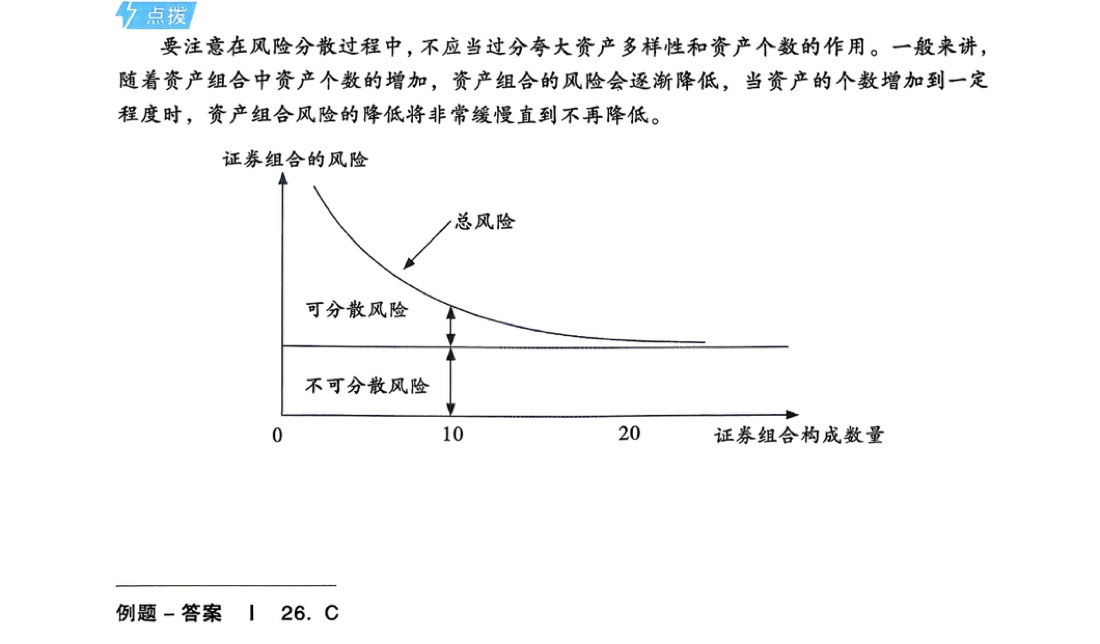 点拨
要注意在风险分散过程中，不应当过分夸大资产多样性和资产个数的作用。一般来讲，
随着资产组合中资产个数的增加，资产组合的风险会逐渐降低，当资产的个数增加到一定
程度时，资产组合风险的降低将非常缓慢直到不再降低。
证券组合的风险
总风险
可分散风险
不可分散风险
0 10 20 证券组合构成数量
例题－答案 | 26. C